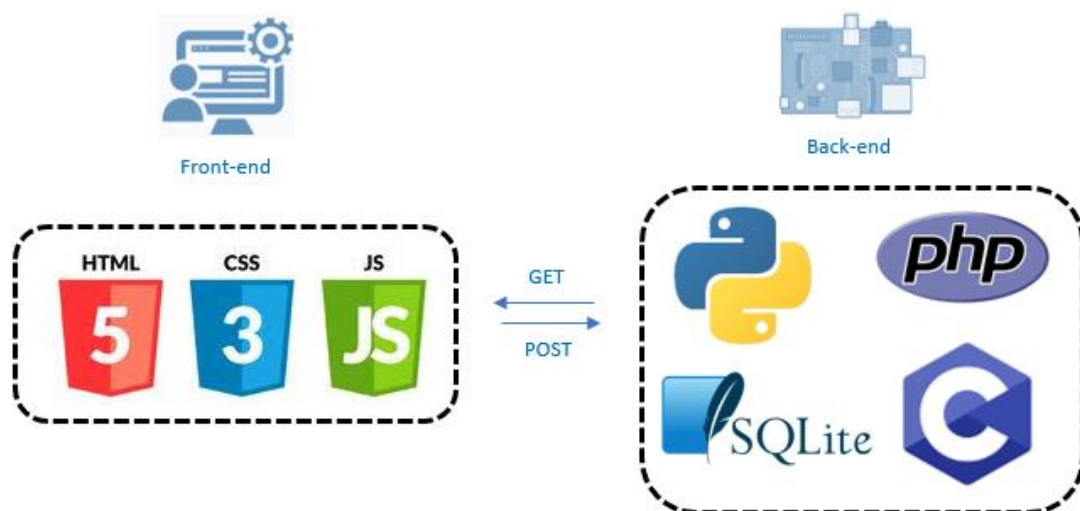 Front-end
Back-end
HTML
CSS
JS
5
3
JS
GET
POST
php
SQLite
C